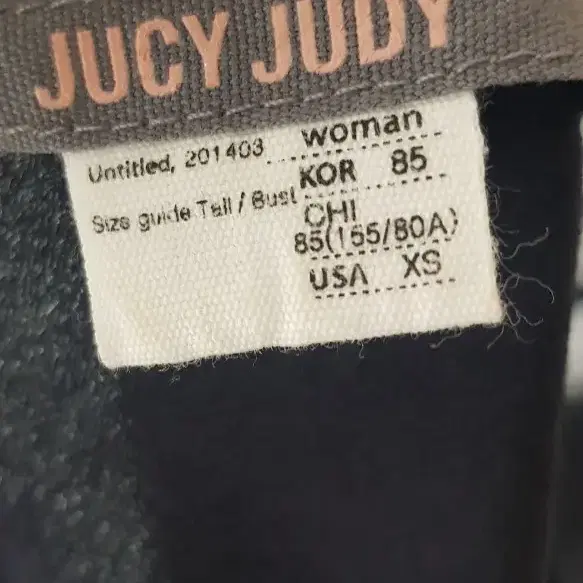 JUCY JUDY
woman
Untitled, 201403
KOR 85
Size guide Tall / Bust
CHI
85(155/80A)
USA XS